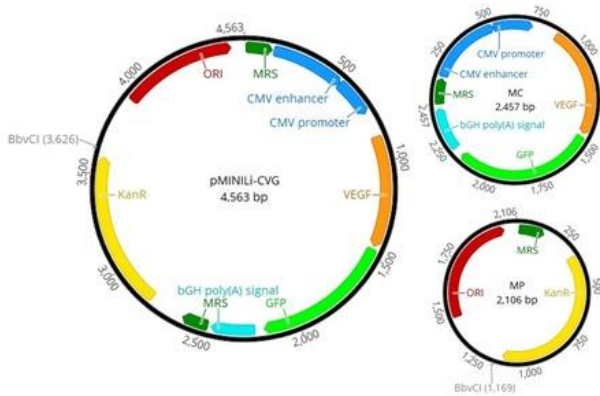 4,563
4,000
ORI
MRS
500
CMV enhancer
CMV promoter
BbvCI (3,626)
3,500
1,000
KanR
pMINILi-CVG
4,563 bp
VEGF
3,000
1,500
bGH poly(A) signal
MRS
GFP
2,500
2,000
500
750
250
CMV promoter
1,000
CMV enhancer
MRS
MC
2,457 bp
VEGF
2,457
bGH poly(A) signal
2,250
GFP
1,500
2,000
1,750
2,106
MRS
250
1,750
ORI
MP
2,106 bp
KanR
500
1,500
750
1,250
1,000
BbvCI (1,169)